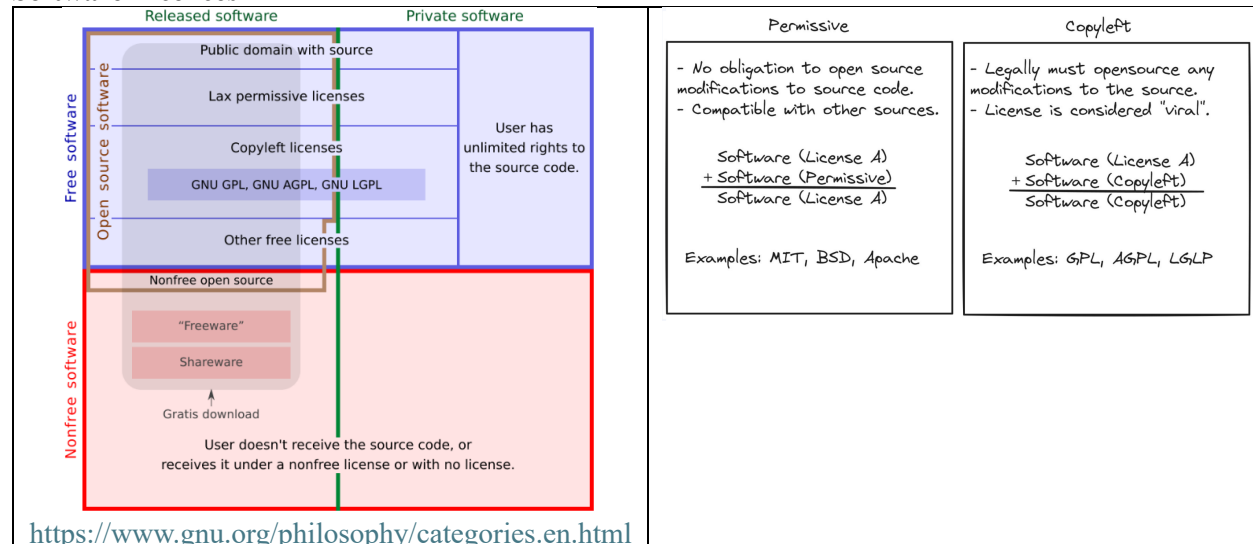 Released software
Private software
Free software
Open source software
Public domain with source
Lax permissive licenses
Copyleft licenses
GNU GPL, GNU AGPL, GNU LGPL
Other free licenses
User has
unlimited rights to
the source code.
Nonfree software
Nonfree open source
“Freeware”
Shareware
Gratis download
User doesn't receive the source code, or
receives it under a nonfree license or with no license.
https://www.gnu.org/philosophy/categories.en.html
Permissive
- No obligation to open source
modifications to source code.
- Compatible with other sources.
Software (License A)
+ Software (Permissive)
Software (License A)
Examples: MIT, BSD, Apache
Copyleft
- Legally must opensource any
modifications to the source.
- License is considered "viral".
Software (License A)
+ Software (Copyleft)
Software (Copyleft)
Examples: GPL, AGPL, LGLP